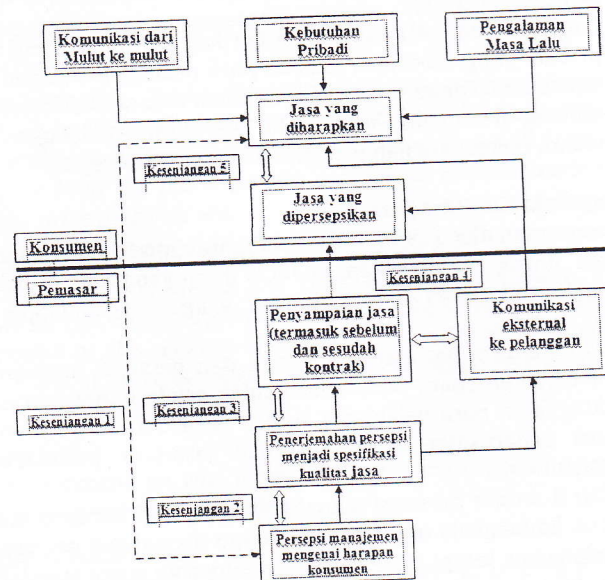 Komunikasi dari
Mulut ke mulut
Kebutuhan
Pribadi
Pengalaman
Masa Lalu
Jasa yang
diharapkan
Kesenjangan 5
Jasa yang
dipersepsikan
Konsumen
Pemasar
Kesenjangan 4
Penyampaian jasa
(termasuk sebelum
dan sesudah
kontrak)
Komunikasi
eksternal
ke pelanggan
Kesenjangan 1
Kesenjangan 3
Penerjemahan persepsi
menjadi spesifikasi
kualitas jasa
Kesenjangan 2
Persepsi manajemen
mengenai harapan
konsumen